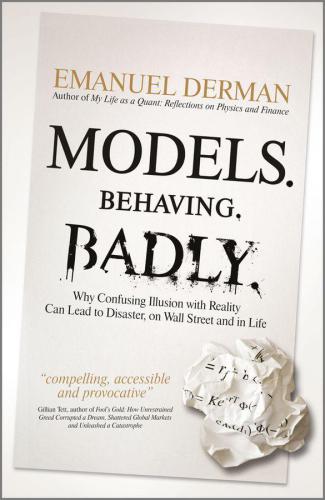 EMANUEL DERMAN
Author of My Life as a Quant: Reflections on Physics and Finance
MODELS.
BEHAVING.
BADLY.
Why Confusing Illusion with Reality
Can Lead to Disaster, on Wall Street and in Life
“compelling, accessible
and provocative”
Gillian Tett, author of Fool's Gold: How Unrestrained
Greed Corrupted a Dream, Shattered Global Markets
and Unleashed a Catastrophe